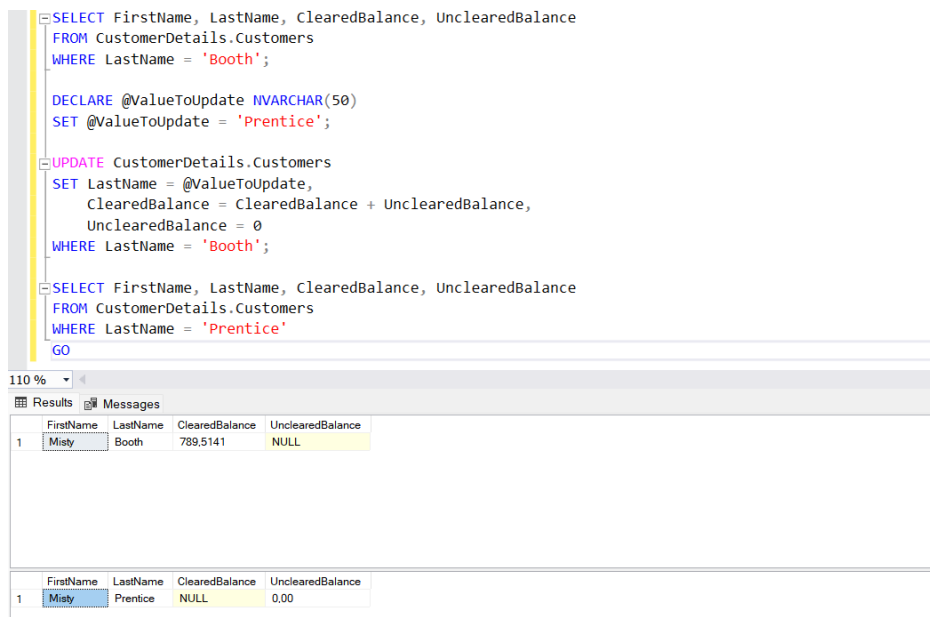 SELECT FirstName, LastName, ClearedBalance, UnclearedBalance
FROM CustomerDetails.Customers
WHERE LastName = 'Booth';
DECLARE @ValueToUpdate NVARCHAR(50)
SET @ValueToUpdate = 'Prentice';
UPDATE CustomerDetails.Customers
SET LastName = @ValueToUpdate,
ClearedBalance = ClearedBalance + UnclearedBalance,
UnclearedBalance = 0
WHERE LastName = 'Booth';
SELECT FirstName, LastName, ClearedBalance, UnclearedBalance
FROM CustomerDetails.Customers
WHERE LastName = 'Prentice'
GO
110 %
Results Messages
FirstName LastName ClearedBalance UnclearedBalance
1 Misty Booth 789,5141 NULL
FirstName LastName ClearedBalance UnclearedBalance
1 Misty Prentice NULL 0,00